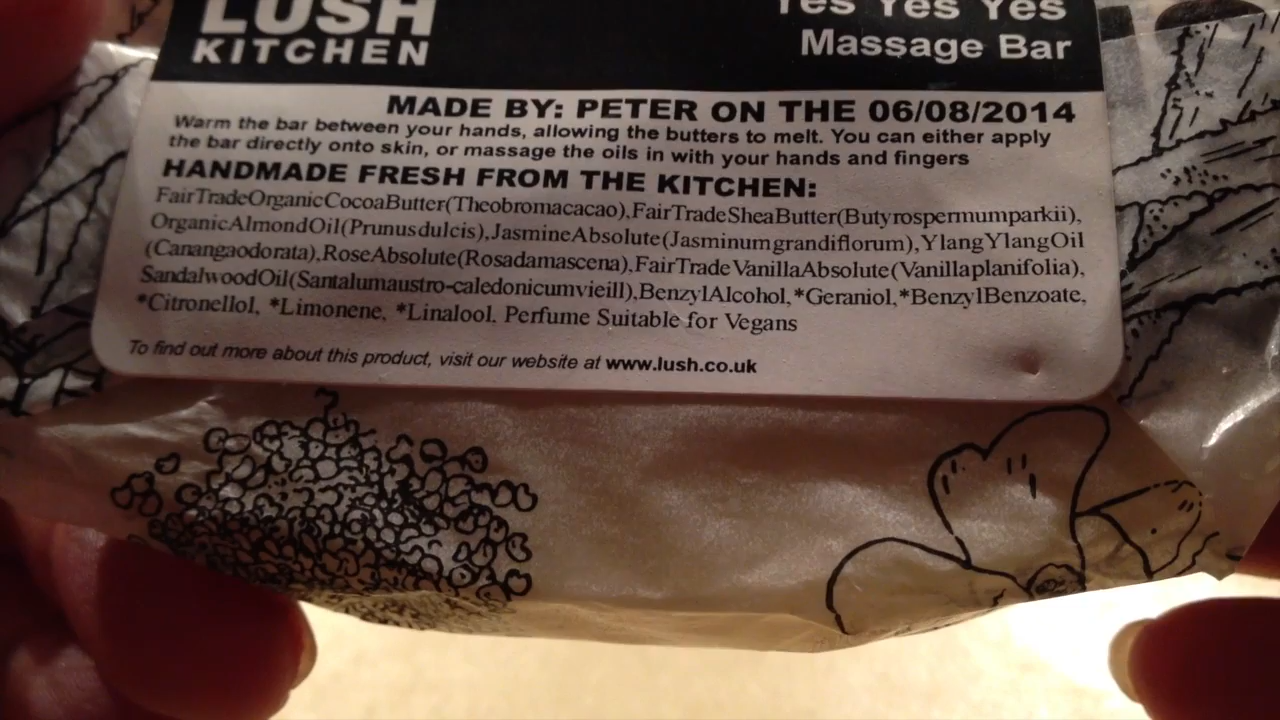 LUSH
KITCHEN
Yes Yes Yes
Massage Bar
MADE BY: PETER ON THE 06/08/2014
Warm the bar between your hands, allowing the butters to melt. You can either apply
the bar directly onto skin, or massage the oils in with your hands and fingers
HANDMADE FRESH FROM THE KITCHEN:
FairTradeOrganicCocoaButter(Theobromacacao),FairTradeSheaButter(Butyrospermumparkii),
OrganicAlmondOil(Prunusdulcis),JasmineAbsolute(Jasminumgrandiflorum),YlangYlangOil
(Canangaodorata),RoseAbsolute(Rosadamascena),FairTradeVanillaAbsolute(Vanillaplanifolia),
SandalwoodOil(Santalumaustro-caledonicumvieill),BenzylAlcohol,*Geraniol,*BenzylBenzoate,
*Citronellol, *Limonene, *Linalool. Perfume Suitable for Vegans
To find out more about this product, visit our website at www.lush.co.uk